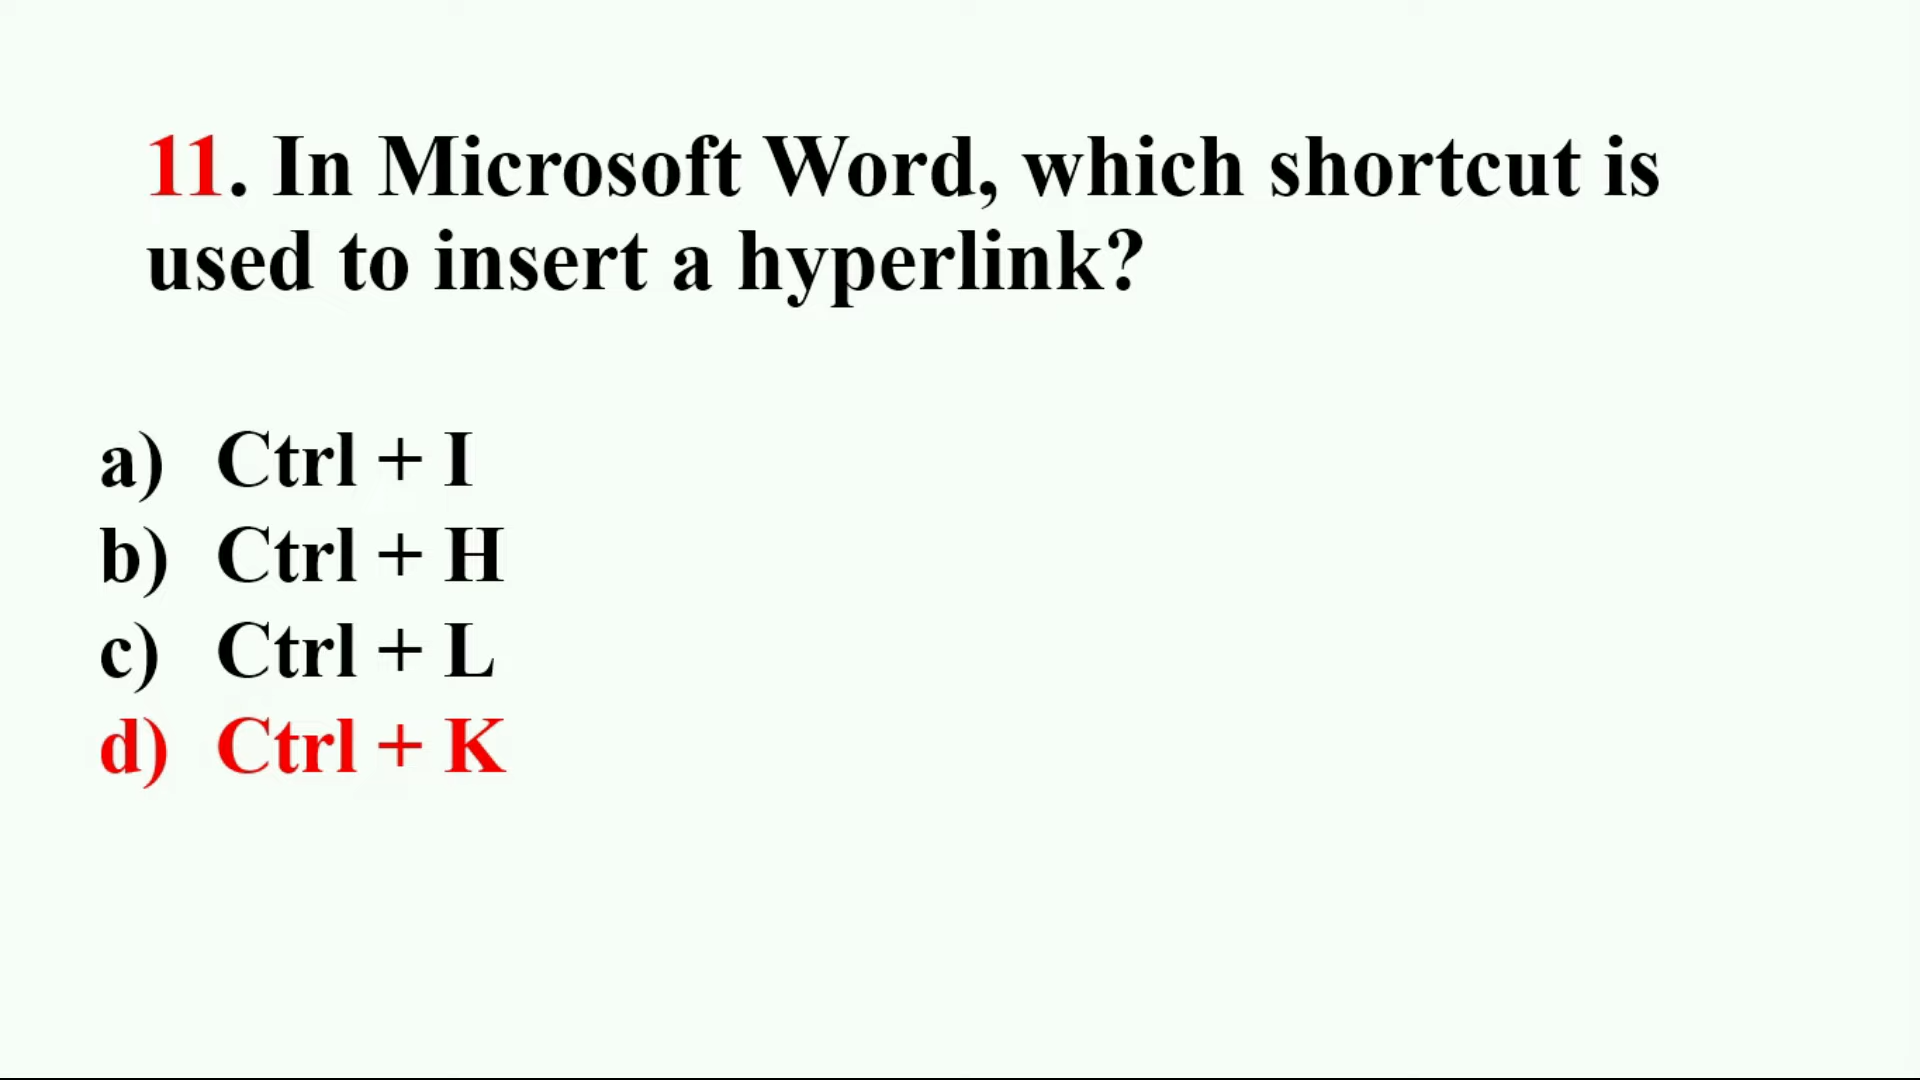 11. In Microsoft Word, which shortcut is
used to insert a hyperlink?
a) Ctrl + I
b) Ctrl + H
c) Ctrl + L
d) Ctrl + K